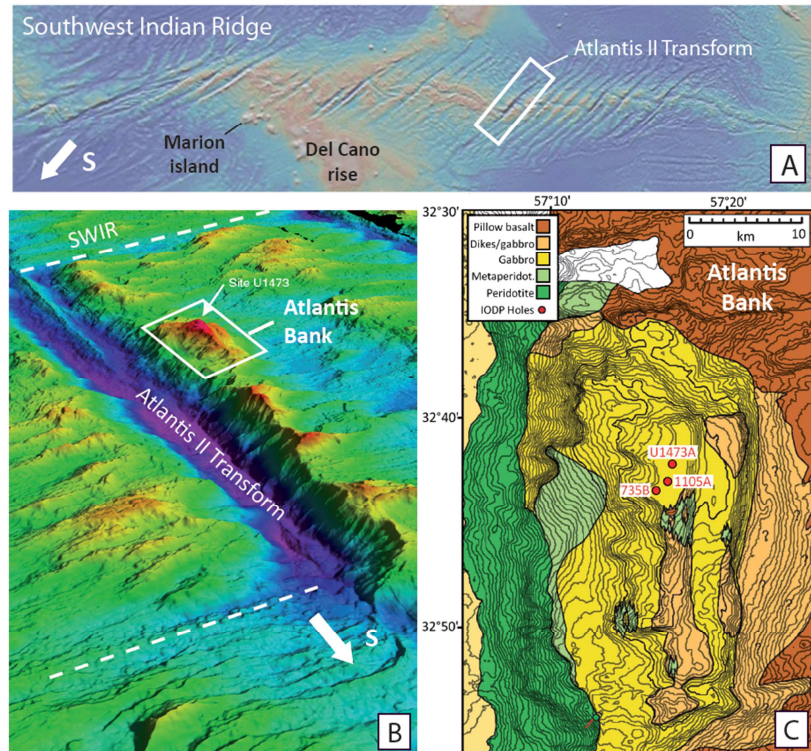 Southwest Indian Ridge
Atlantis II Transform
Marion
island
Del Cano
rise
S
A
SWIR
Site U1473
Atlantis
Bank
Atlantis II Transform
S
B
57°10'
57°20'
32°30'
Pillow basalt
Dikes/gabbro
Gabbro
Metaperidot.
Peridotite
IODP Holes
0
km
10
Atlantis
Bank
32°40'
U1473A
1105A
735B
32°50'
C